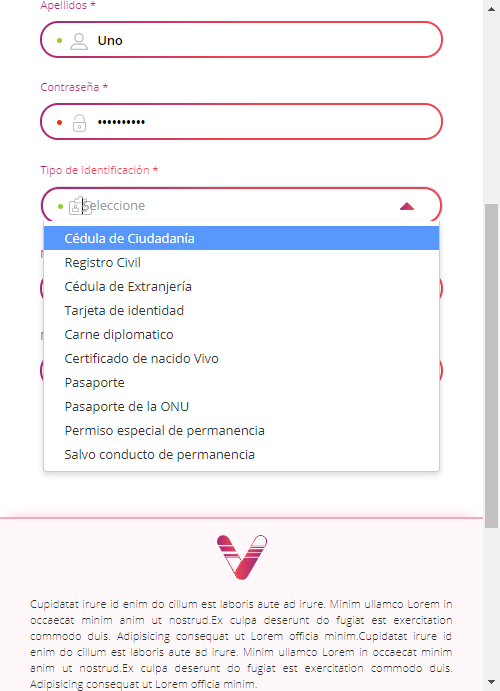 Apellidos *
Uno
Contraseña *
••••••••••
Tipo de identificación *
Seleccione
Cédula de Ciudadanía
Registro Civil
Cédula de Extranjería
Tarjeta de identidad
Carne diplomatico
Certificado de nacido Vivo
Pasaporte
Pasaporte de la ONU
Permiso especial de permanencia
Salvo conducto de permanencia
Cupidatat irure id enim do cillum est laboris aute ad irure. Minim ullamco Lorem in
occaecat minim anim ut nostrud.Ex culpa deserunt do fugiat est exercitation
commodo duis. Adipisicing consequat ut Lorem officia minim.Cupidatat irure id
enim do cillum est laboris aute ad irure. Minim ullamco Lorem in occaecat minim
anim ut nostrud.Ex culpa deserunt do fugiat est exercitation commodo duis.
Adipisicing consequat ut Lorem officia minim.